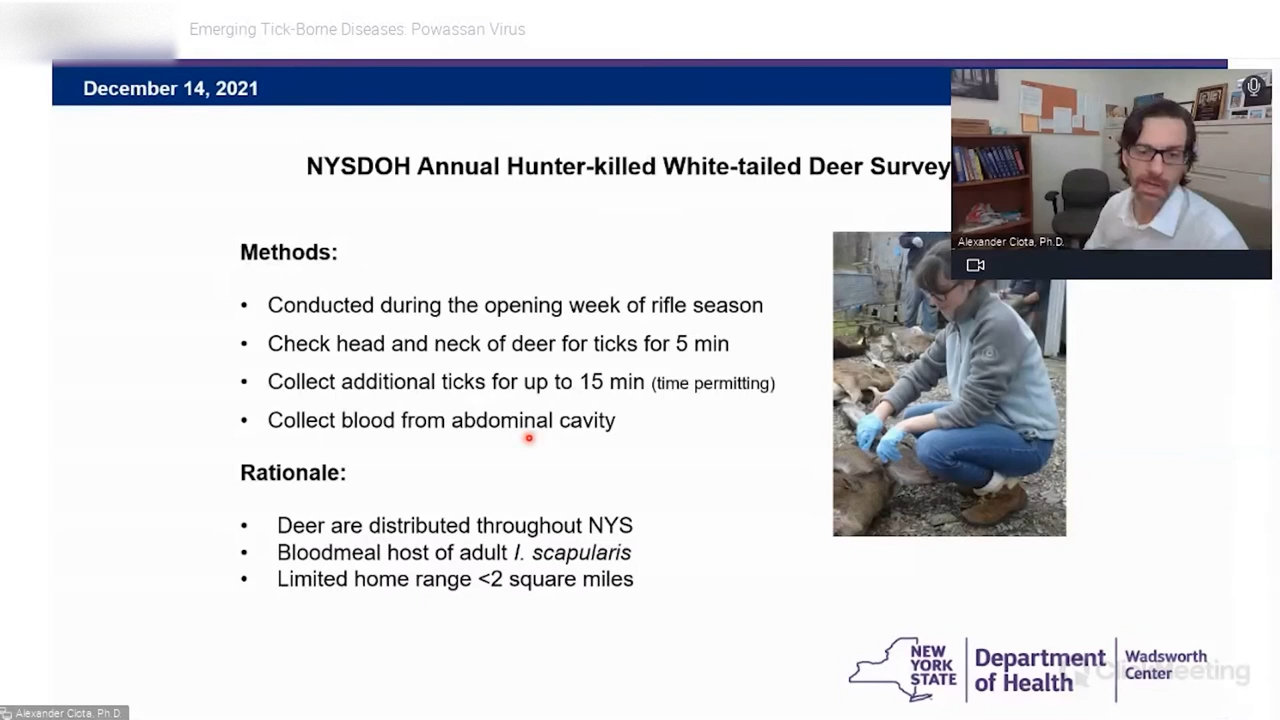 Emerging Tick-Borne Diseases: Powassan Virus
December 14, 2021
NYSDOH Annual Hunter-killed White-tailed Deer Survey
Alexander Ciota, Ph.D.
Methods:
• Conducted during the opening week of rifle season
• Check head and neck of deer for ticks for 5 min
• Collect additional ticks for up to 15 min (time permitting)
• Collect blood from abdominal cavity
Rationale:
• Deer are distributed throughout NYS
• Bloodmeal host of adult I. scapularis
• Limited home range <2 square miles
NEW YORK STATE
Department of Health
Wadsworth Center
ClickMeeting
Alexander Ciota, Ph.D.